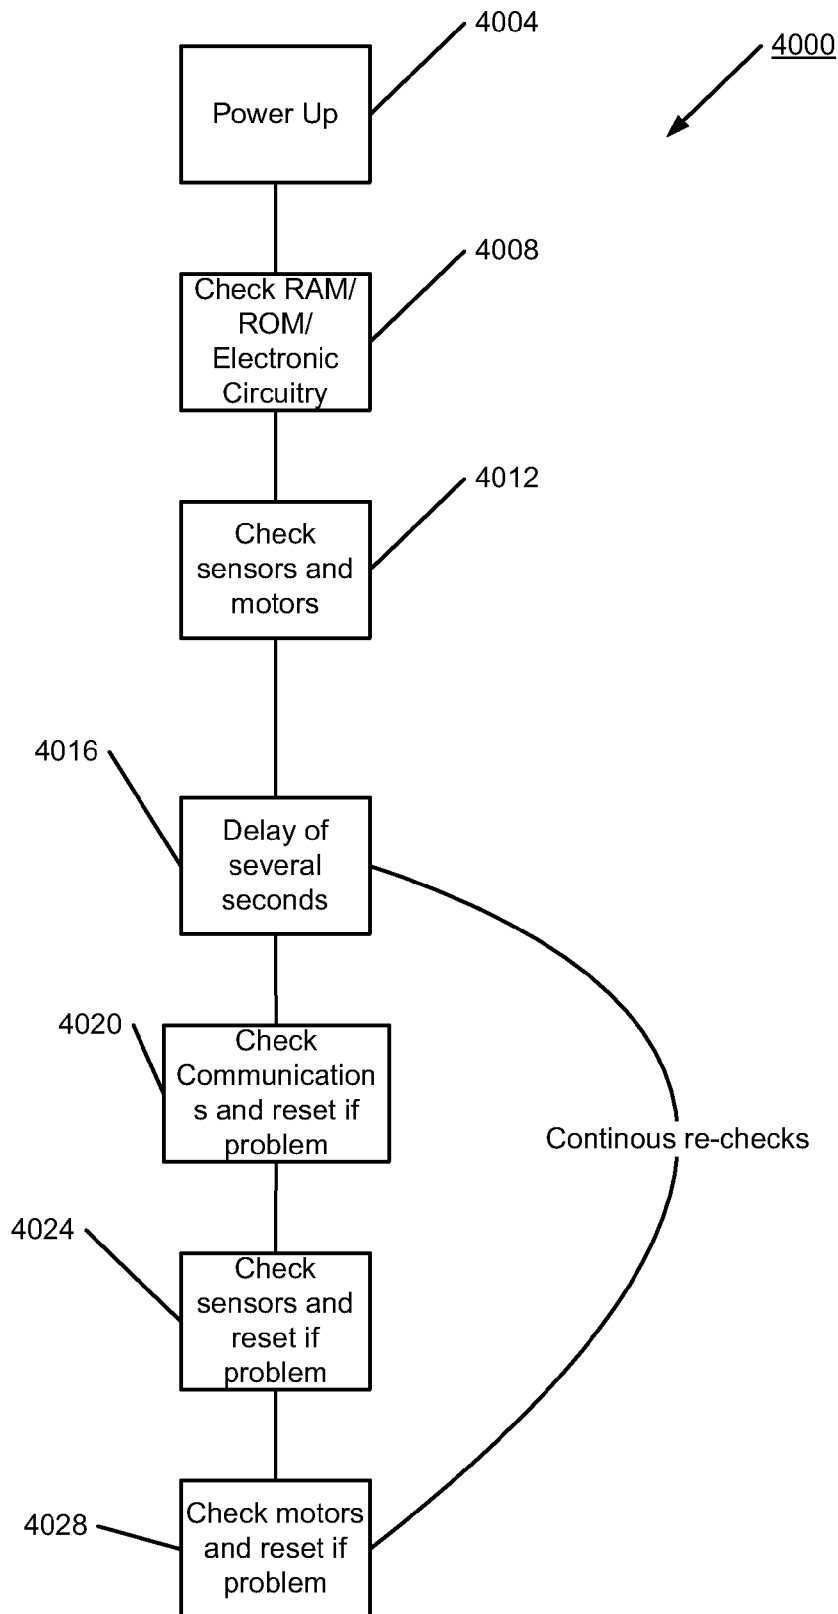 4004
4000
Power Up
4008
Check RAM/
ROM/
Electronic
Circuitry
4012
Check
sensors and
motors
4016
Delay of
several
seconds
4020
Check
Communication
s and reset if
problem
Continous re-checks
4024
Check
sensors and
reset if
problem
4028
Check motors
and reset if
problem